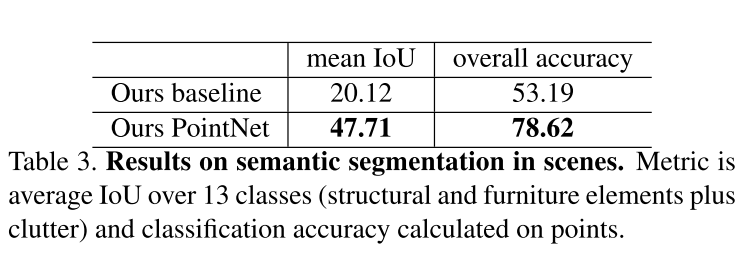 mean IoU overall accuracy
Ours baseline 20.12 53.19
Ours PointNet 47.71 78.62
Table 3. Results on semantic segmentation in scenes. Metric is
average IoU over 13 classes (structural and furniture elements plus
clutter) and classification accuracy calculated on points.